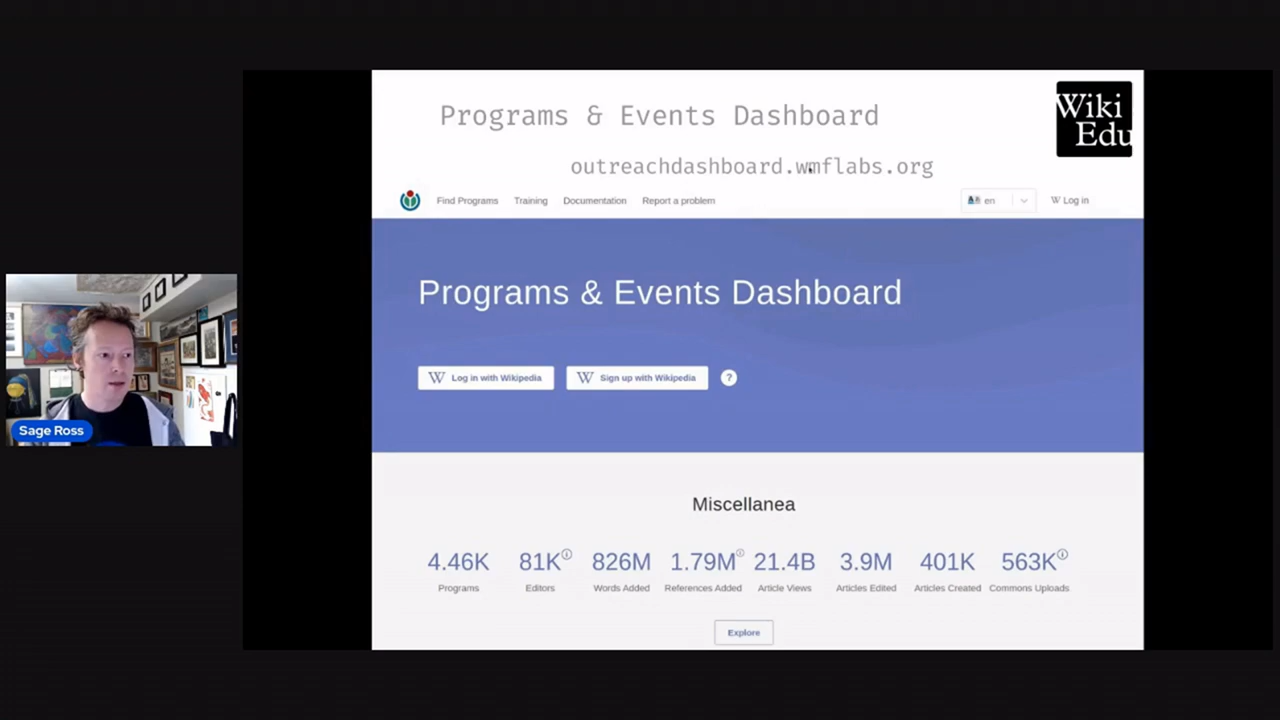 Programs & Events Dashboard
Wiki
Edu
outreachdashboard.wmflabs.org
Find Programs Training Documentation Report a problem en W Log in
Programs & Events Dashboard
W Log in with Wikipedia W Sign up with Wikipedia ?
Sage Ross
Miscellanea
4.46K 81K 826M 1.79M 21.4B 3.9M 401K 563K
Programs Editors Words Added References Added Article Views Articles Edited Articles Created Commons Uploads
Explore